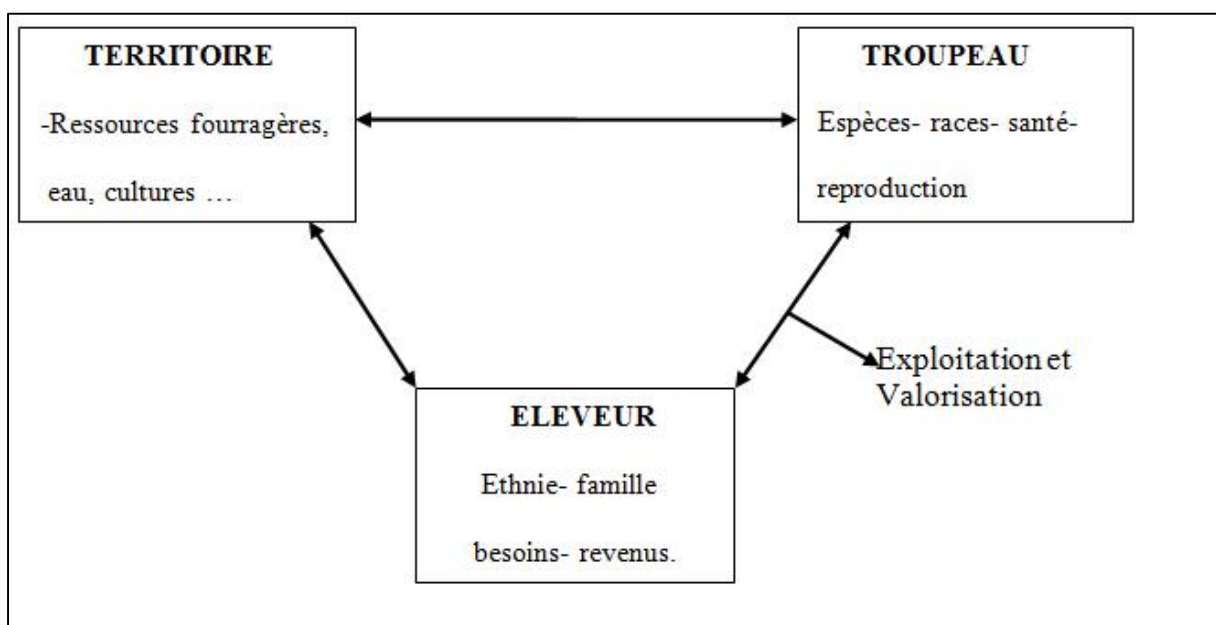 TERRITOIRE
-Ressources fourragères,
eau, cultures …
TROUPEAU
Espèces- races- santé-
reproduction
Exploitation et
Valorisation
ELEVEUR
Ethnie- famille
besoins- revenus.